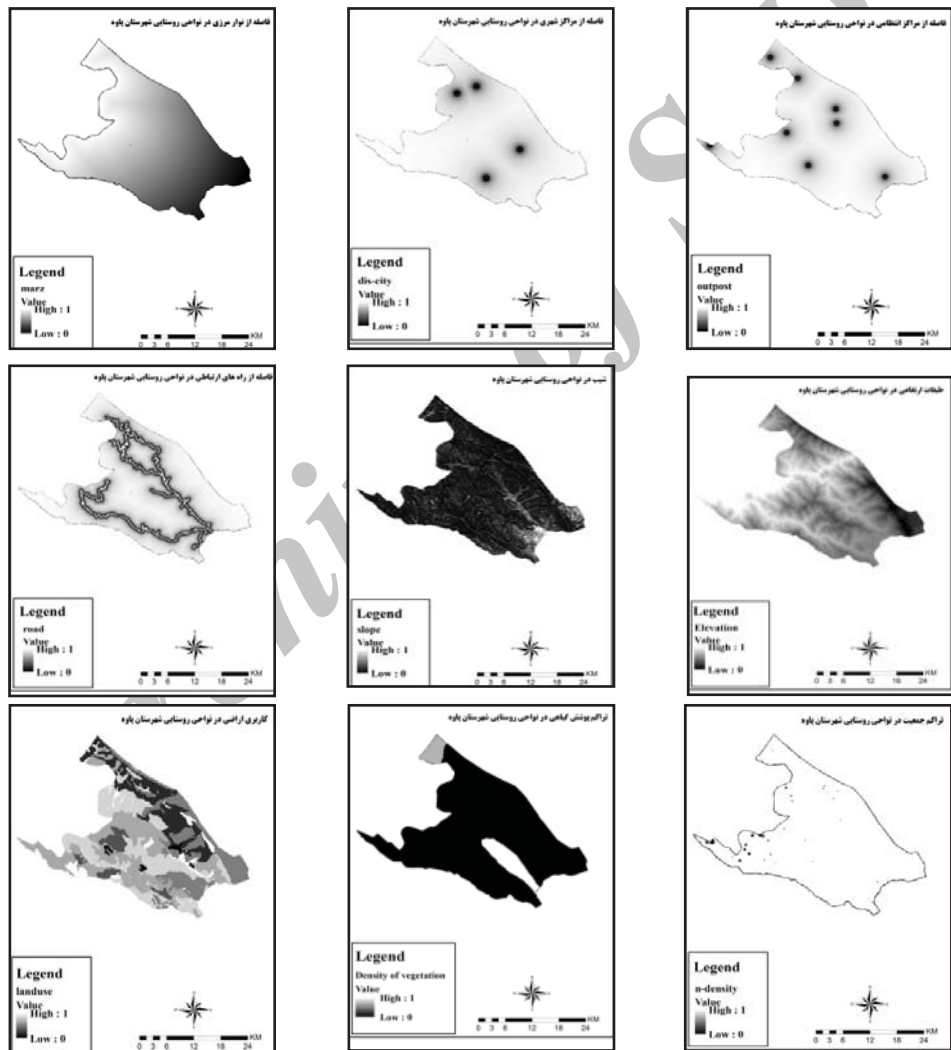 فاصله از نوار مرزی در نواحی روستایی شهرستان پاوه
Legend
marz
Value
High : 1
Low : 0
KM
0 3 6 12 18 24
فاصله از مراکز شهری در نواحی روستایی شهرستان پاوه
Legend
dis-city
Value
High : 1
Low : 0
KM
0 3 6 12 18 24
فاصله از مراکز انتظامی در نواحی روستایی شهرستان پاوه
Legend
outpost
Value
High : 1
Low : 0
KM
0 3 6 12 18 24
فاصله از راه های ارتباطی در نواحی روستایی شهرستان پاوه
Legend
road
Value
High : 1
Low : 0
KM
0 3 6 12 18 24
شیب در نواحی روستایی شهرستان پاوه
Legend
slope
Value
High : 1
Low : 0
KM
0 3 6 12 18 24
طبقات ارتفاعی در نواحی روستایی شهرستان پاوه
Legend
Elevation
Value
High : 1
Low : 0
KM
0 3 6 12 18 24
کاربری اراضی در نواحی روستایی شهرستان پاوه
Legend
landuse
Value
High : 1
Low : 0
KM
0 3 6 12 18 24
تراکم پوشش گیاهی در نواحی روستایی شهرستان پاوه
Legend
Density of vegetation
Value
High : 1
Low : 0
KM
0 3 6 12 18 24
تراکم جمعیت در نواحی روستایی شهرستان پاوه
Legend
n-density
Value
High : 1
Low : 0
KM
0 3 6 12 18 24